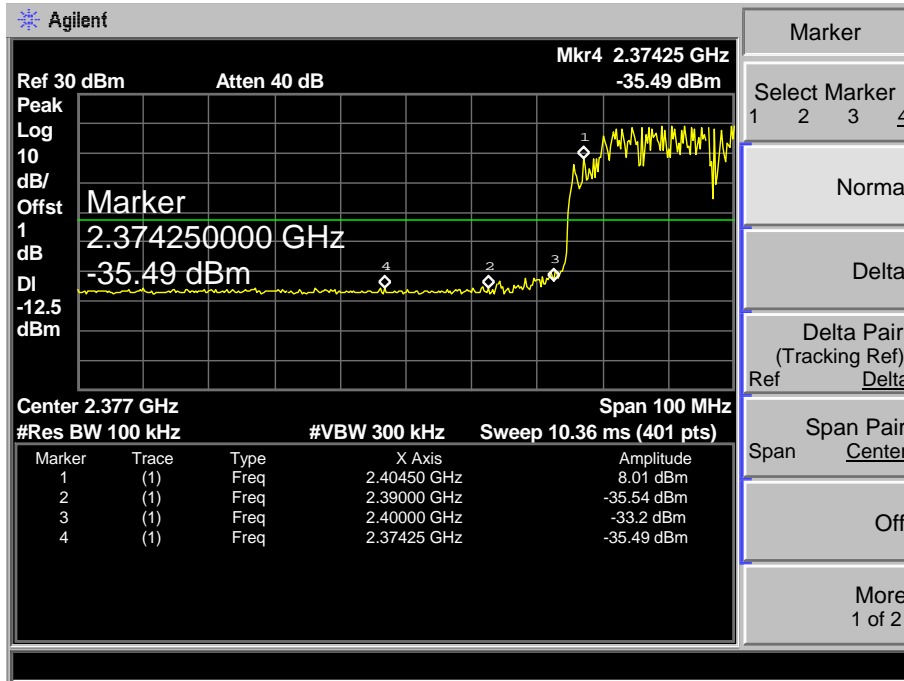 Agilent
Marker
Mkr4 2.37425 GHz
Ref 30 dBm Atten 40 dB -35.49 dBm
Peak
Log
10
dB/
Offst
1
dB
DI
-12.5
dBm
1
4
2
3
Marker
2.374250000 GHz
-35.49 dBm
Center 2.377 GHz Span 100 MHz
#Res BW 100 kHz #VBW 300 kHz Sweep 10.36 ms (401 pts)
Marker Trace Type X Axis Amplitude
1 (1) Freq 2.40450 GHz 8.01 dBm
2 (1) Freq 2.39000 GHz -35.54 dBm
3 (1) Freq 2.40000 GHz -33.2 dBm
4 (1) Freq 2.37425 GHz -35.49 dBm
Select Marker
1 2 3 4
Norma
Delta
Delta Pair
(Tracking Ref)
Ref Delta
Span Pair
Span Center
Off
More
1 of 2